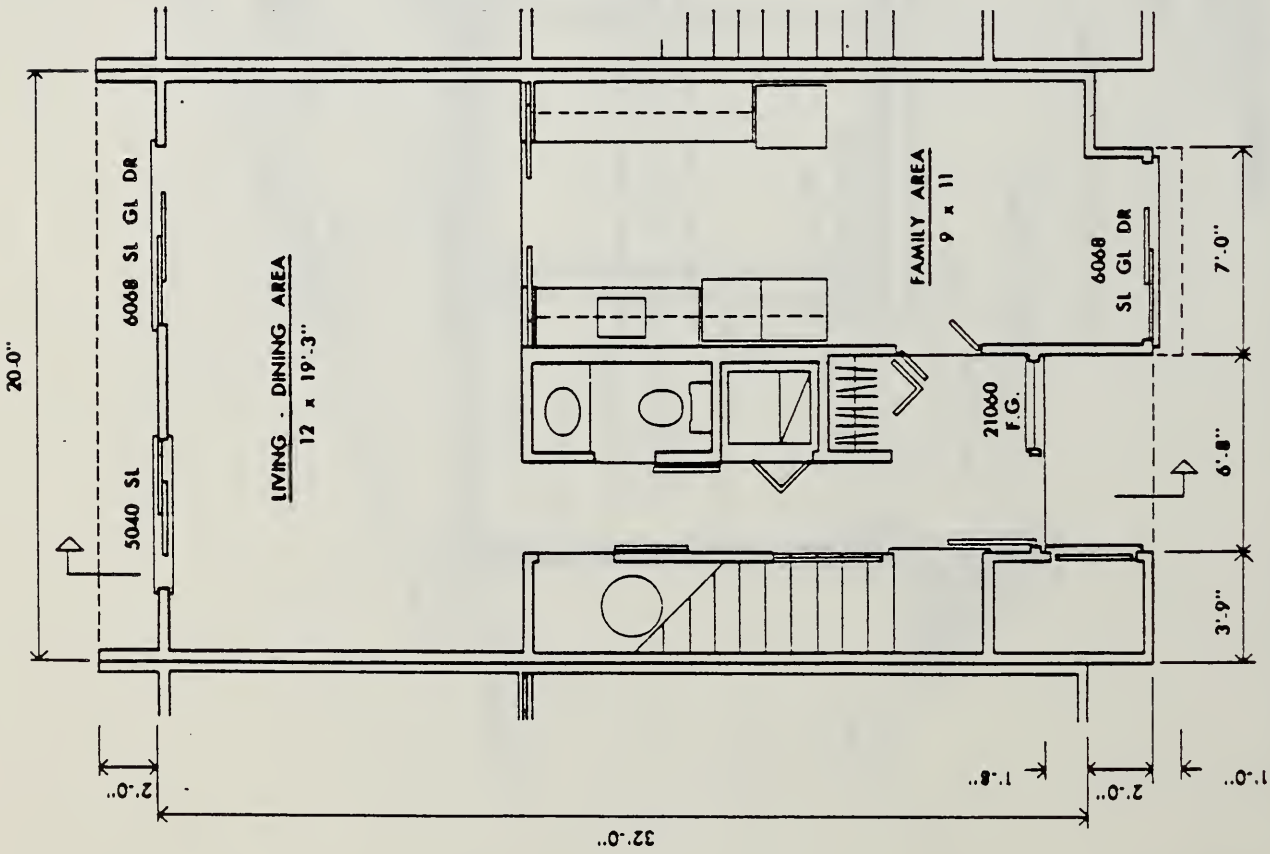 20'-0"
5040 SL
6068 SL GL DR
LIVING - DINING AREA
12 x 19'-3"
FAMILY AREA
9 x 11
21060
F.G.
6068
SL GL DR
3'-9"
6'-8"
7'-0"
2'-0"
32'-0"
1'-8"
2'-0"
1'-0"